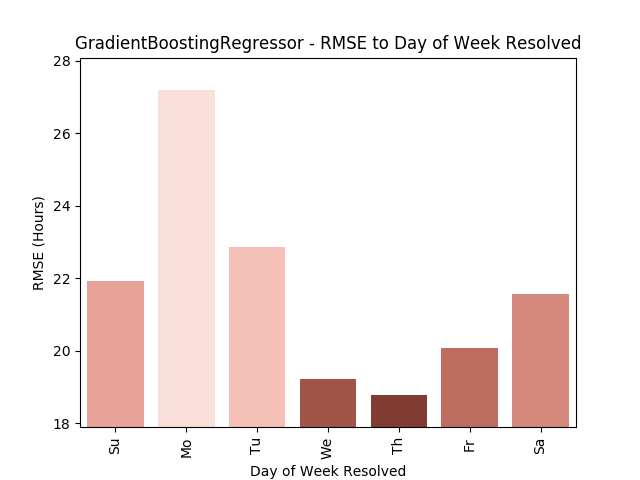 GradientBoostingRegressor - RMSE to Day of Week Resolved
RMSE (Hours)
28
26
24
22
20
18
Su
Mo
Tu
We
Th
Fr
Sa
Day of Week Resolved